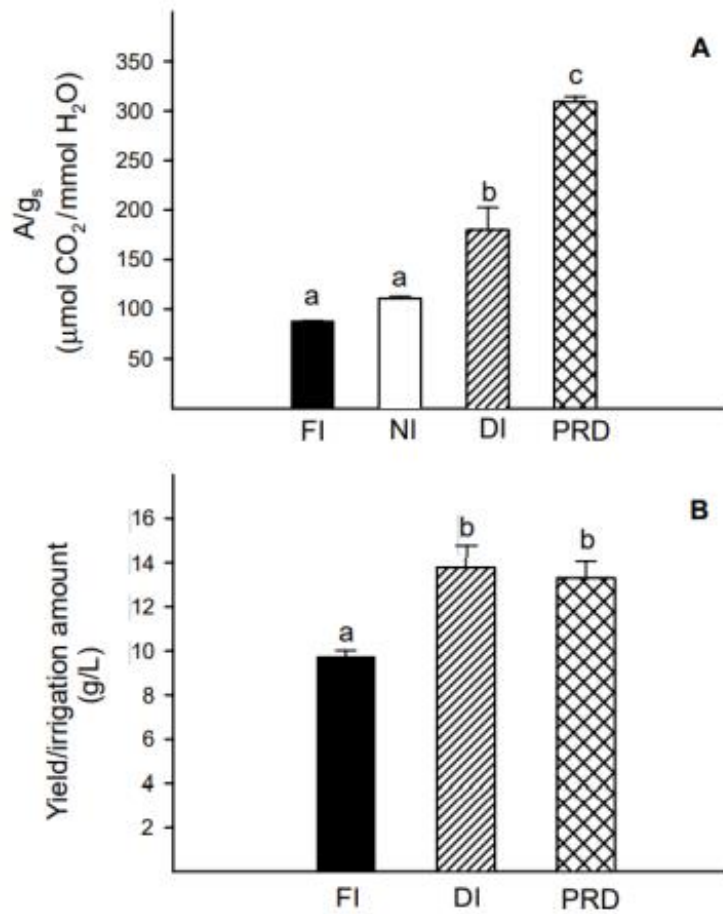 A
A/gₛ
(μmol CO₂/mmol H₂O)
350
300
250
200
150
100
50
a
a
b
c
FI NI DI PRD
B
Yield/irrigation amount
(g/L)
16
14
12
10
8
6
4
2
a
b
b
FI DI PRD